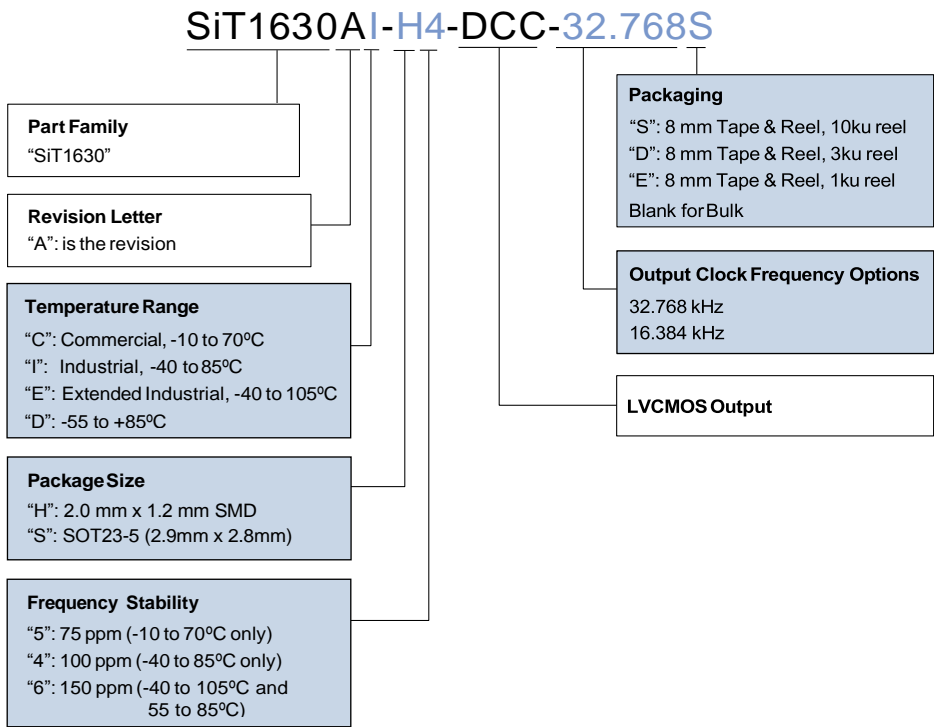 SiT1630AI-H4-DCC-32.768S
Part Family
“SiT1630”
Revision Letter
“A”: is the revision
Temperature Range
“C”: Commercial, -10 to 70ºC
“I”: Industrial, -40 to 85ºC
“E”: Extended Industrial, -40 to 105ºC
“D”: -55 to +85ºC
Package Size
“H”: 2.0 mm x 1.2 mm SMD
“S”: SOT23-5 (2.9mm x 2.8mm)
Frequency Stability
“5”: 75 ppm (-10 to 70ºC only)
“4”: 100 ppm (-40 to 85ºC only)
“6”: 150 ppm (-40 to 105ºC and
55 to 85ºC)
Packaging
“S”: 8 mm Tape & Reel, 10ku reel
“D”: 8 mm Tape & Reel, 3ku reel
“E”: 8 mm Tape & Reel, 1ku reel
Blank for Bulk
Output Clock Frequency Options
32.768 kHz
16.384 kHz
LVCMOS Output